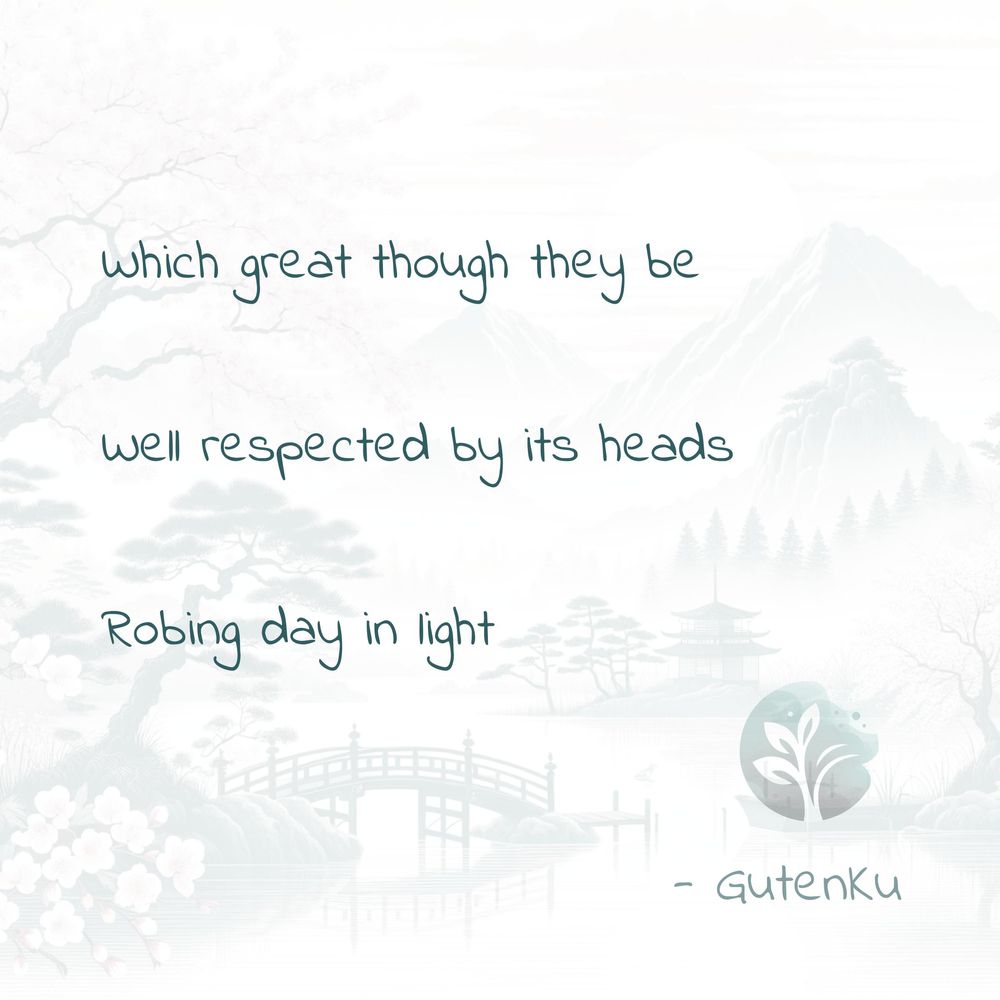 Which great though they be
well respected by its heads
Robing day in light
- GutenKu